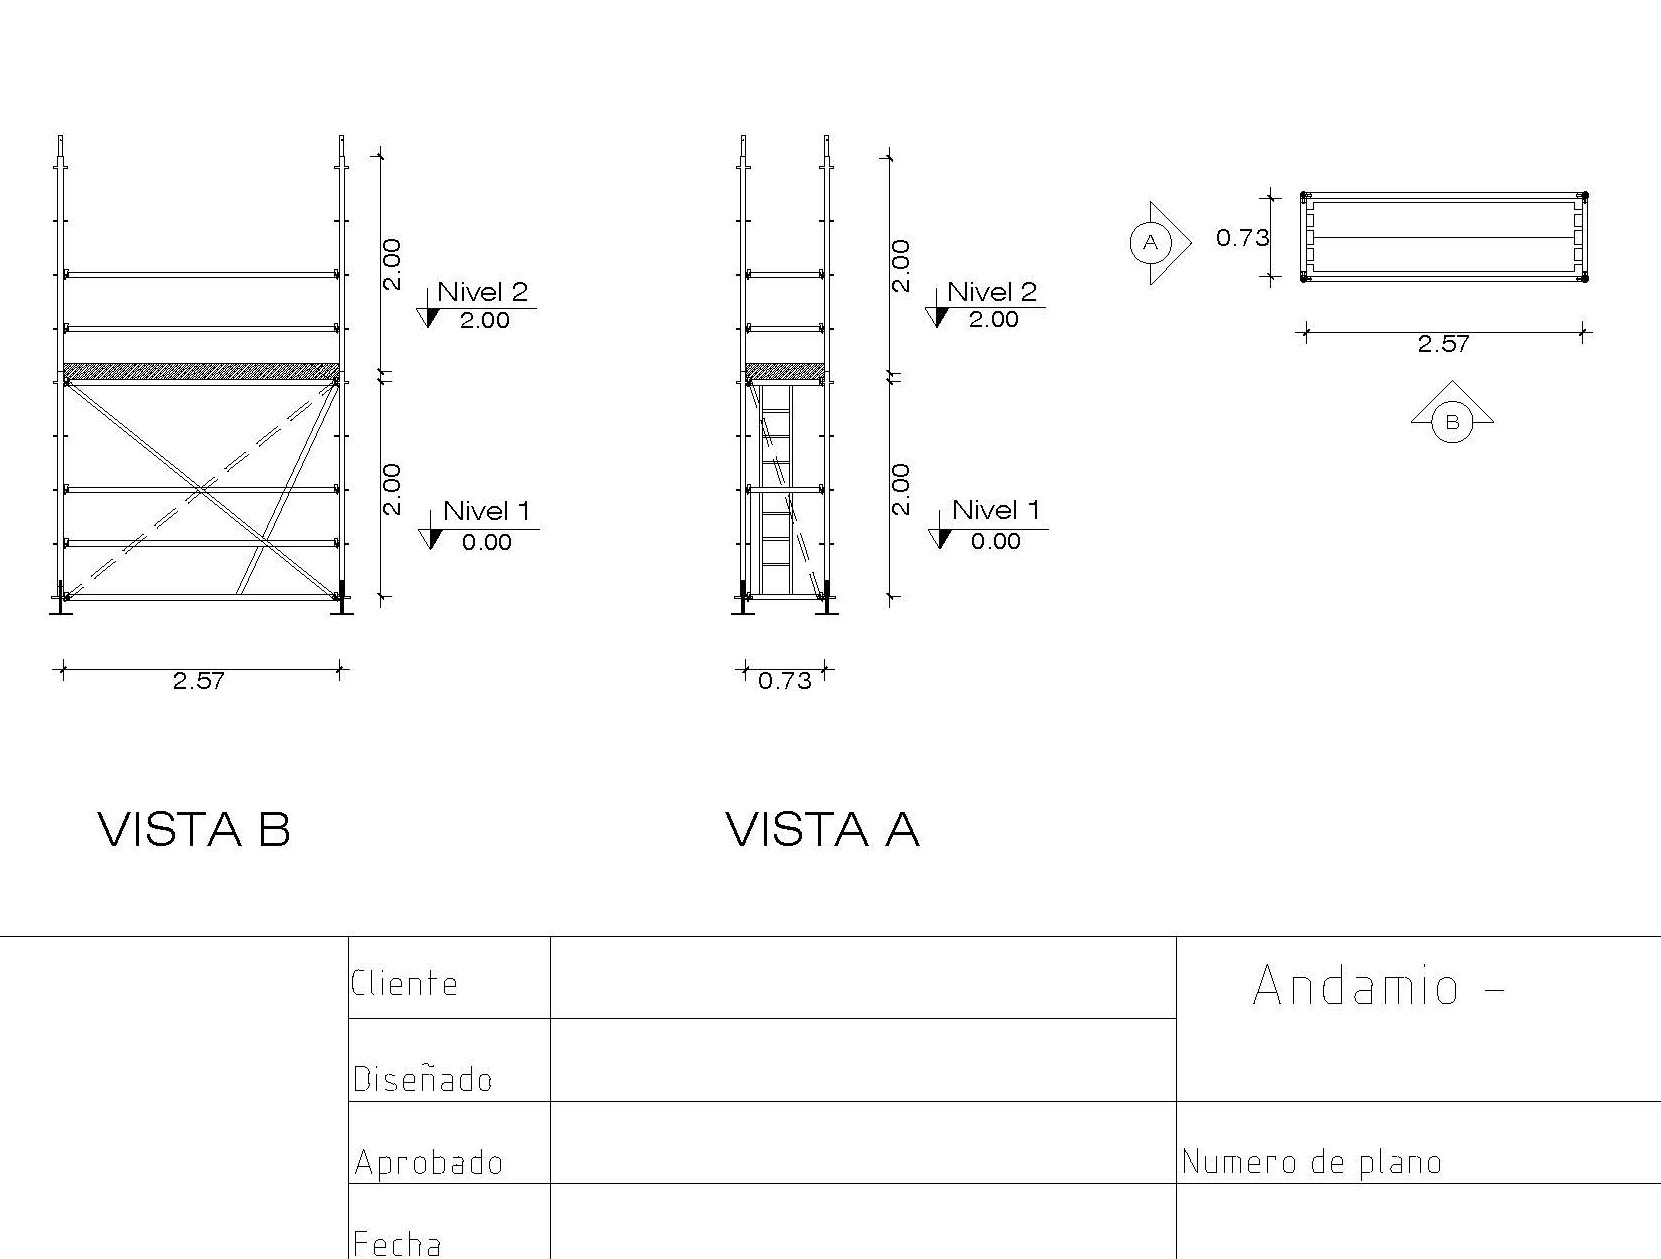 2.00
Nivel 2
2.00
2.00
Nivel 1
0.00
2.57
VISTA B
2.00
Nivel 2
2.00
2.00
Nivel 1
0.00
0.73
VISTA A
A
0.73
2.57
B
Cliente
Diseñado
Aprobado
Fecha
Andamio -
Numero de plano